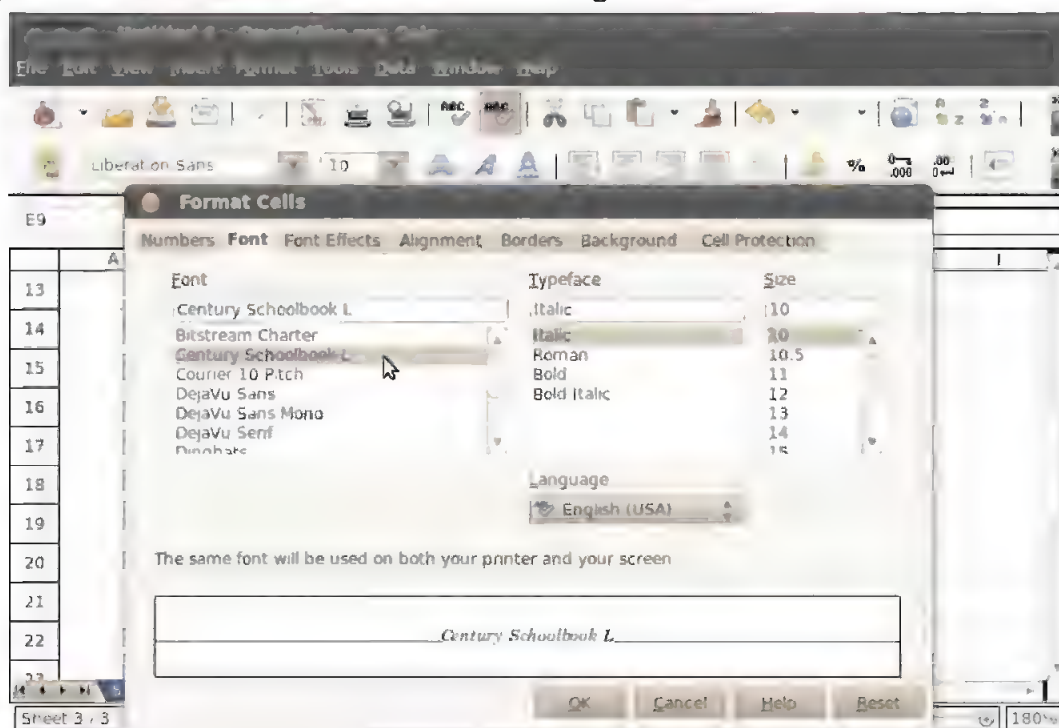 File Edit View Insert Format Tools Data Window Help
Liberation Sans 10
E9
Format Cells
Numbers Font Font Effects Alignment Borders Background Cell Protection
A I
Font Typeface Size
Century Schoolbook L Italic 10
Bitstream Charter Italic 10
Century Schoolbook L Roman 10.5
Courier 10 Pitch Bold 11
DejaVu Sans Bold Italic 12
DejaVu Sans Mono 13
DejaVu Serif 14
Dingbats 15
Language
English (USA)
The same font will be used on both your printer and your screen
Century Schoolbook L
OK Cancel Help Reset
13
14
15
16
17
18
19
20
21
22
23
Sheet 3 / 3 180%